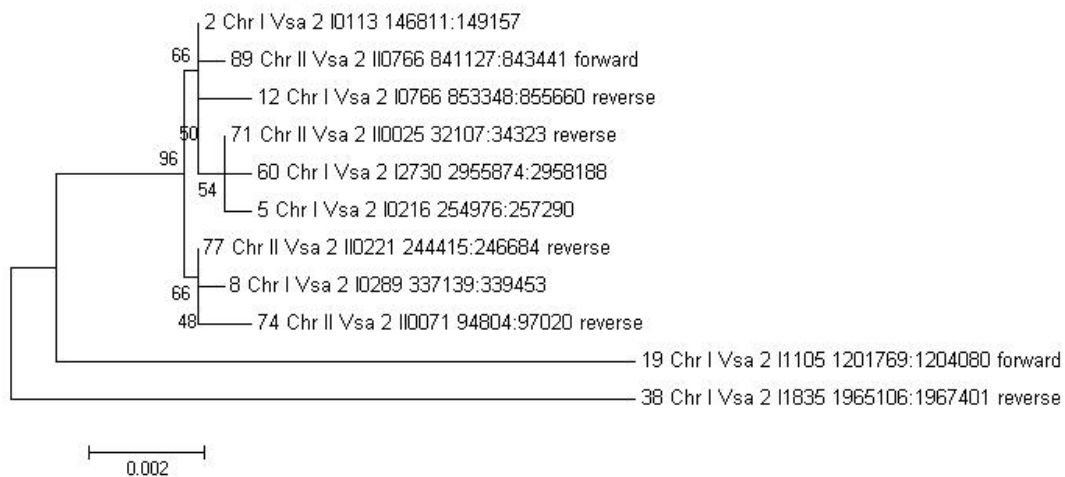 2 Chr I Vsa 2 I0113 146811:149157
66
89 Chr II Vsa 2 II0766 841127:843441 forward
12 Chr I Vsa 2 I0766 853348:855660 reverse
50
71 Chr II Vsa 2 II0025 32107:34323 reverse
96
60 Chr I Vsa 2 I2730 2955874:2958188
54
5 Chr I Vsa 2 I0216 254976:257290
77 Chr II Vsa 2 II0221 244415:246684 reverse
8 Chr I Vsa 2 I0289 337139:339453
66
48
74 Chr II Vsa 2 II0071 94804:97020 reverse
19 Chr I Vsa 2 I1105 1201769:1204080 forward
38 Chr I Vsa 2 I1835 1965106:1967401 reverse
0.002